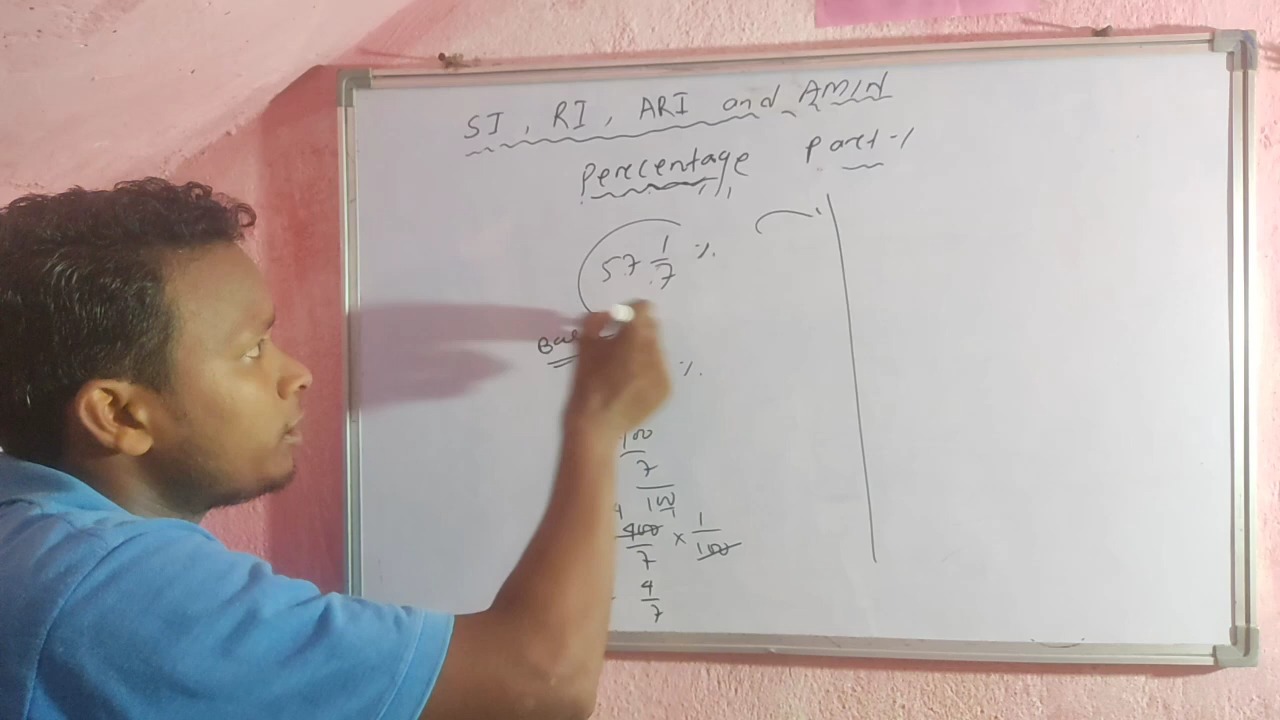 SI, RI, ARI and AMIN
Percentage Part-1
57 1/7 %
%
100
7
100
4
400/7 × 1/100
4/7